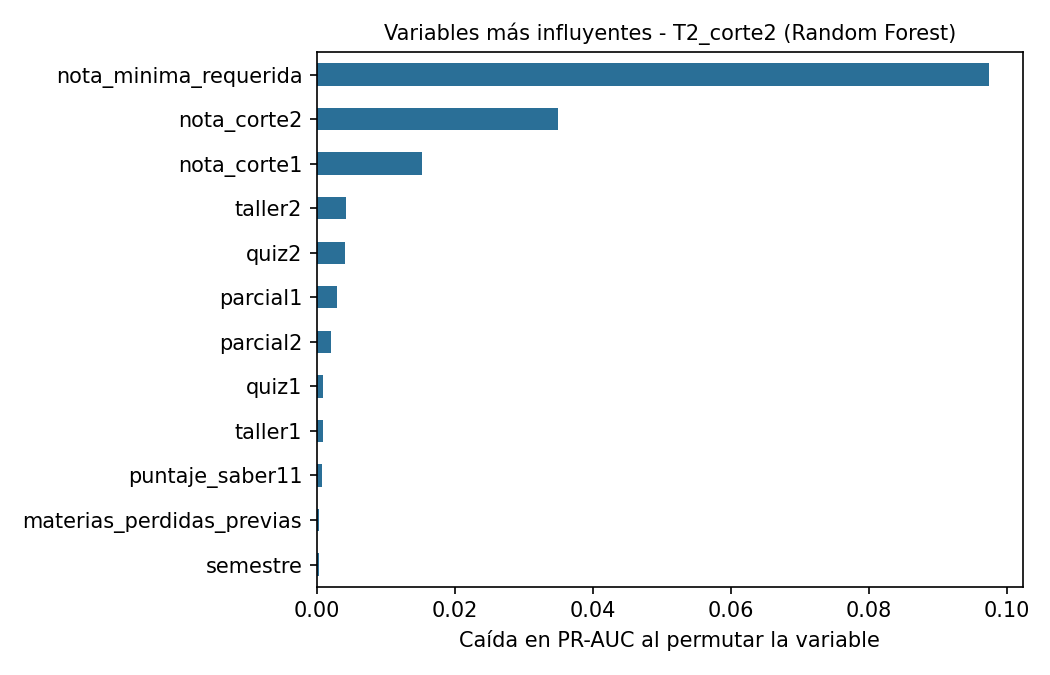 Variables más influyentes - T2_corte2 (Random Forest)
nota_minima_requerida
nota_corte2
nota_corte1
taller2
quiz2
parcial1
parcial2
quiz1
taller1
puntaje_saber11
materias_perdidas_previas
semestre
0.00 0.02 0.04 0.06 0.08 0.10
Caída en PR-AUC al permutar la variable